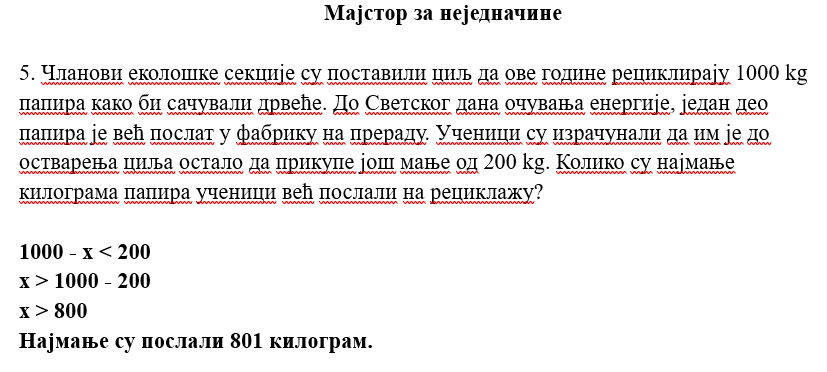 Мајстор за неједначине
5. Чланови еколошке секције су поставили циљ да ове године рециклирају 1000 kg
папира како би сачували дрвеће. До Светског дана очувања енергије, један део
папира је већ послат у фабрику на прераду. Ученици су израчунали да им је до
остварења циља остало да прикупе још мање од 200 kg. Колико су најмање
килограма папира ученици већ послали на рециклажу?
1000 - x < 200
x > 1000 - 200
x > 800
Најмање су послали 801 килограм.